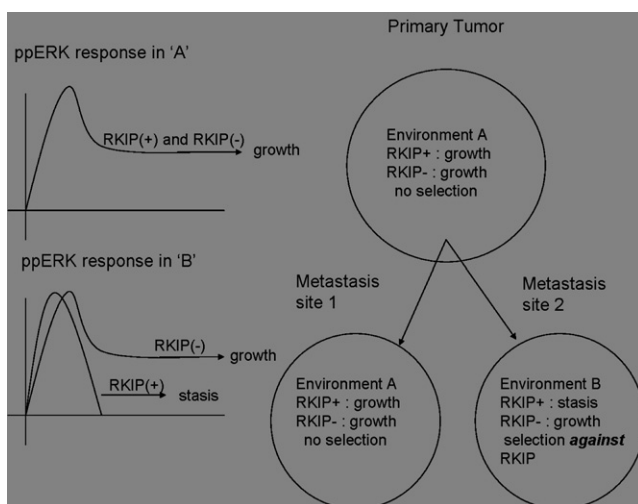 Primary Tumor
ppERK response in ‘A’
RKIP(+) and RKIP(-)
growth
Environment A
RKIP+ : growth
RKIP- : growth
no selection
ppERK response in ‘B’
RKIP(-)
growth
RKIP(+)
stasis
Metastasis
site 1
Metastasis
site 2
Environment A
RKIP+ : growth
RKIP- : growth
no selection
Environment B
RKIP+ : stasis
RKIP- : growth
selection against
RKIP